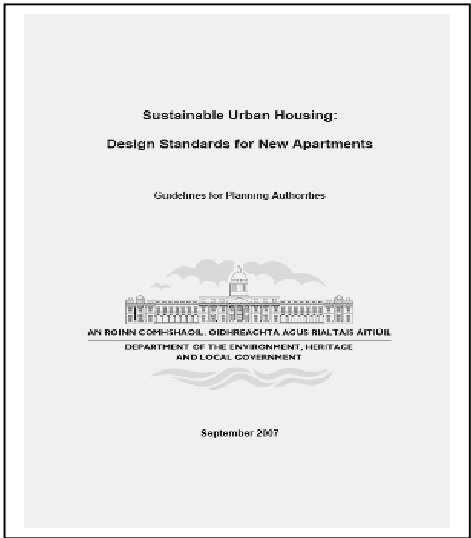 Sustainable Urban Housing:
Design Standards for New Apartments
Guidelines for Planning Authorities
AN ROINN COMHSHAOIL, OIDHREACHTA AGUS RIALTAIS AITIUIL
DEPARTMENT OF THE ENVIRONMENT, HERITAGE
AND LOCAL GOVERNMENT
September 2007